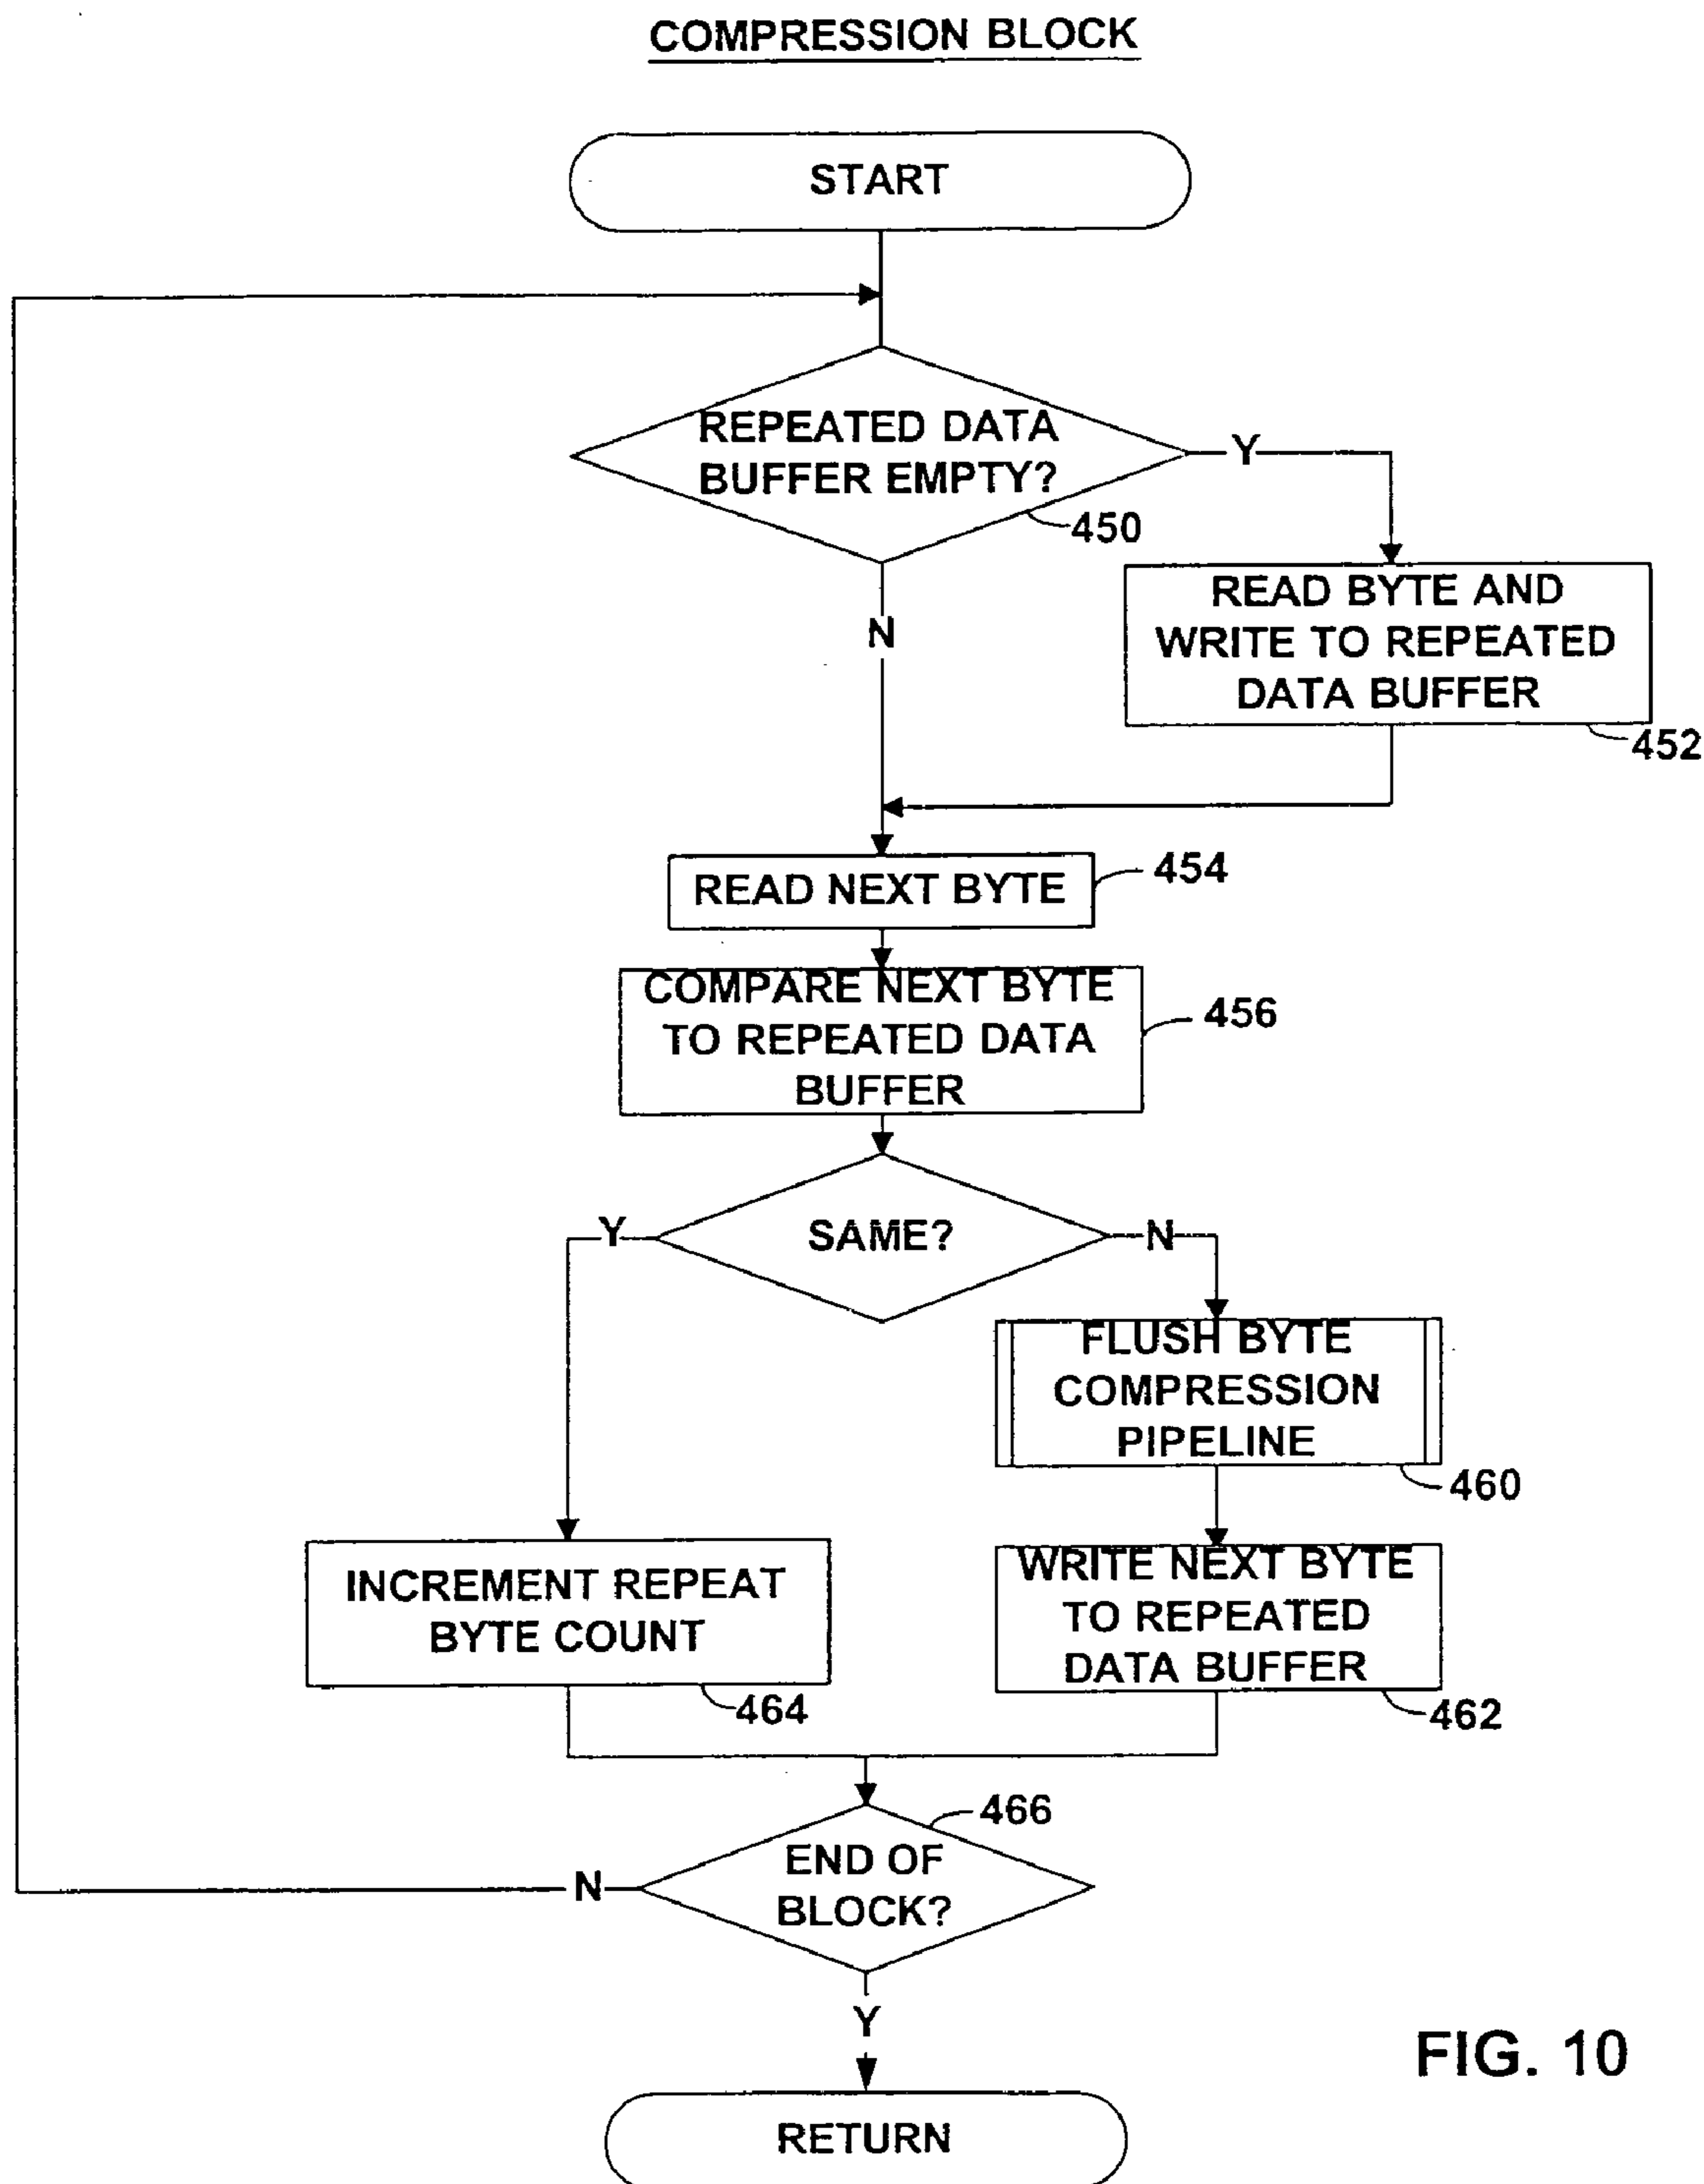 COMPRESSION BLOCK
START
REPEATED DATA
BUFFER EMPTY?
Y
450
N
READ BYTE AND
WRITE TO REPEATED
DATA BUFFER
452
READ NEXT BYTE
454
COMPARE NEXT BYTE
TO REPEATED DATA
BUFFER
456
SAME?
Y
N
FLUSH BYTE
COMPRESSION
PIPELINE
460
INCREMENT REPEAT
BYTE COUNT
464
WRITE NEXT BYTE
TO REPEATED
DATA BUFFER
462
466
END OF
BLOCK?
N
Y
RETURN
FIG. 10